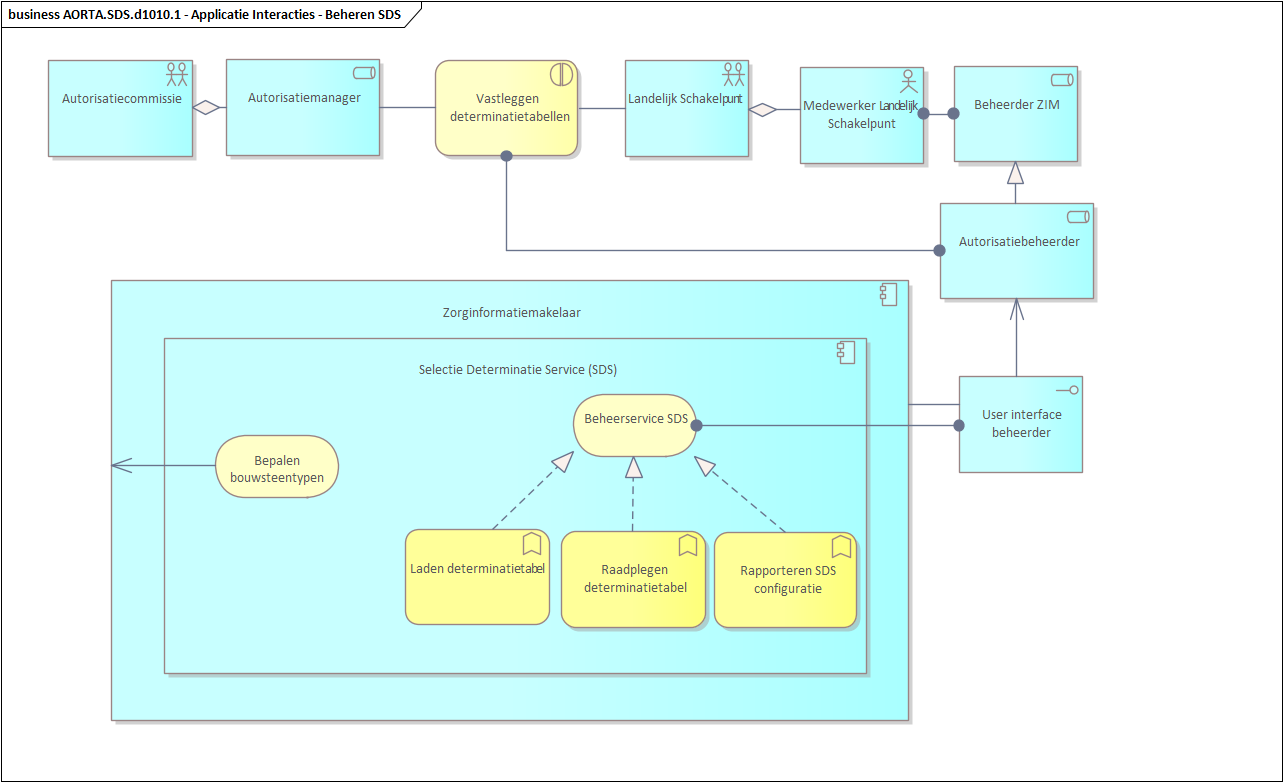 business AORTA.SDS.d1010.1 - Applicatie Interacties - Beheren SDS
Autorisatiecommissie
Autorisatiemanager
Vastleggen
determinatietabellen
Landelijk Schakelpunt
Medewerker Landelijk
Schakelpunt
Beheerder ZIM
Autorisatiebeheerder
Zorginformatiemakelaar
Selectie Determinatie Service (SDS)
Beheerservice SDS
User interface
beheerder
Bepalen
bouwsteentypen
Laden determinatietabel
Raadplegen
determinatietabel
Rapporteren SDS
configuratie